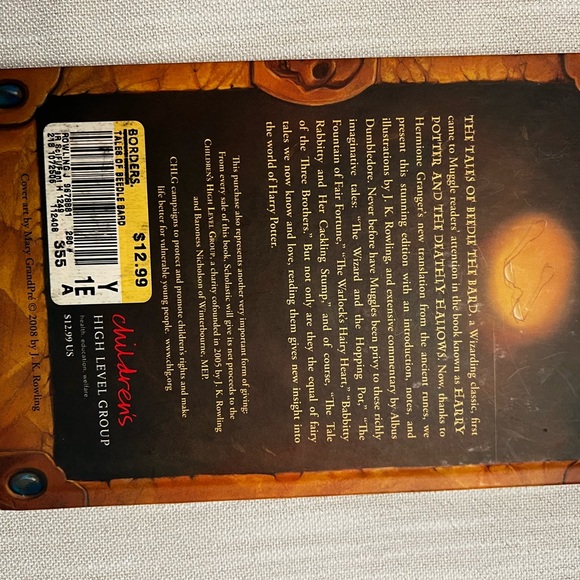 THE TALES OF BEEDLE THE BARD, a Wizarding classic, first
came to Muggle readers' attention in the book known as HARRY
POTTER AND THE DEATHLY HALLOWS. Now, thanks to
Hermione Granger's new translation from the ancient runes, we
present this stunning edition with an introduction, notes, and
illustrations by J. K. Rowling, and extensive commentary by Albus
Dumbledore. Never before have Muggles been privy to these richly
imaginative tales: "The Wizard and the Hopping Pot," "The
Fountain of Fair Fortune," "The Warlock's Hairy Heart," "Babbitty
Rabbitty and Her Cackling Stump," and of course, "The Tale
of the Three Brothers." But not only are they the equal of fairy
tales we now know and love, reading them gives new insight into
the world of Harry Potter.
This purchase also represents another very important form of giving:
From every sale of this book, Scholastic will give its net proceeds to the
CHILDREN'S HIGH LEVEL GROUP, a charity cofounded in 2005 by J. K. Rowling
and Baroness Nicholson of Winterbourne, MEP.
CHLG campaigns to protect and promote children's rights and make
life better for vulnerable young people. www.chlg.org
BORDERS.
TALES OF BEEDLE BARD
$12.99
Y
1E
355
A
children's
HIGH LEVEL GROUP
health. education. welfare.
$12.99 US
Cover art by Mary GrandPré © 2008 by J. K. Rowling